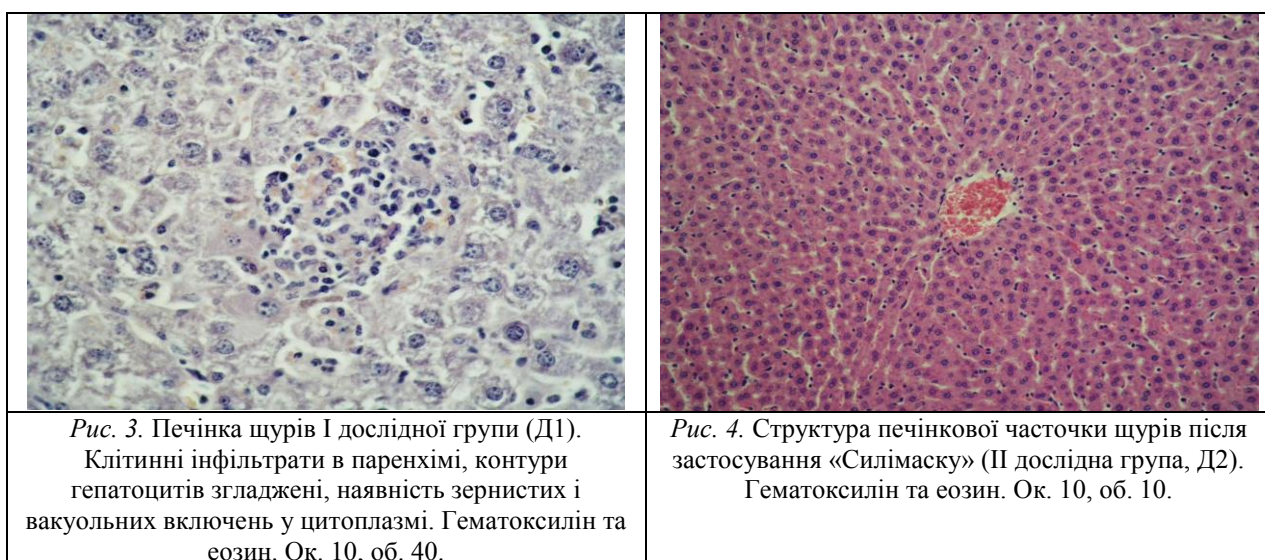 Рис. 3. Печінка щурів І дослідної групи (Д1).
Клітинні інфільтрати в паренхімі, контури
гепатоцитів згладжені, наявність зернистих і
вакуольних включень у цитоплазмі. Гематоксилін та
еозин. Ок. 10, об. 40.
Рис. 4. Структура печінкової часточки щурів після
застосування «Силімаску» (ІІ дослідна група, Д2).
Гематоксилін та еозин. Ок. 10, об. 10.